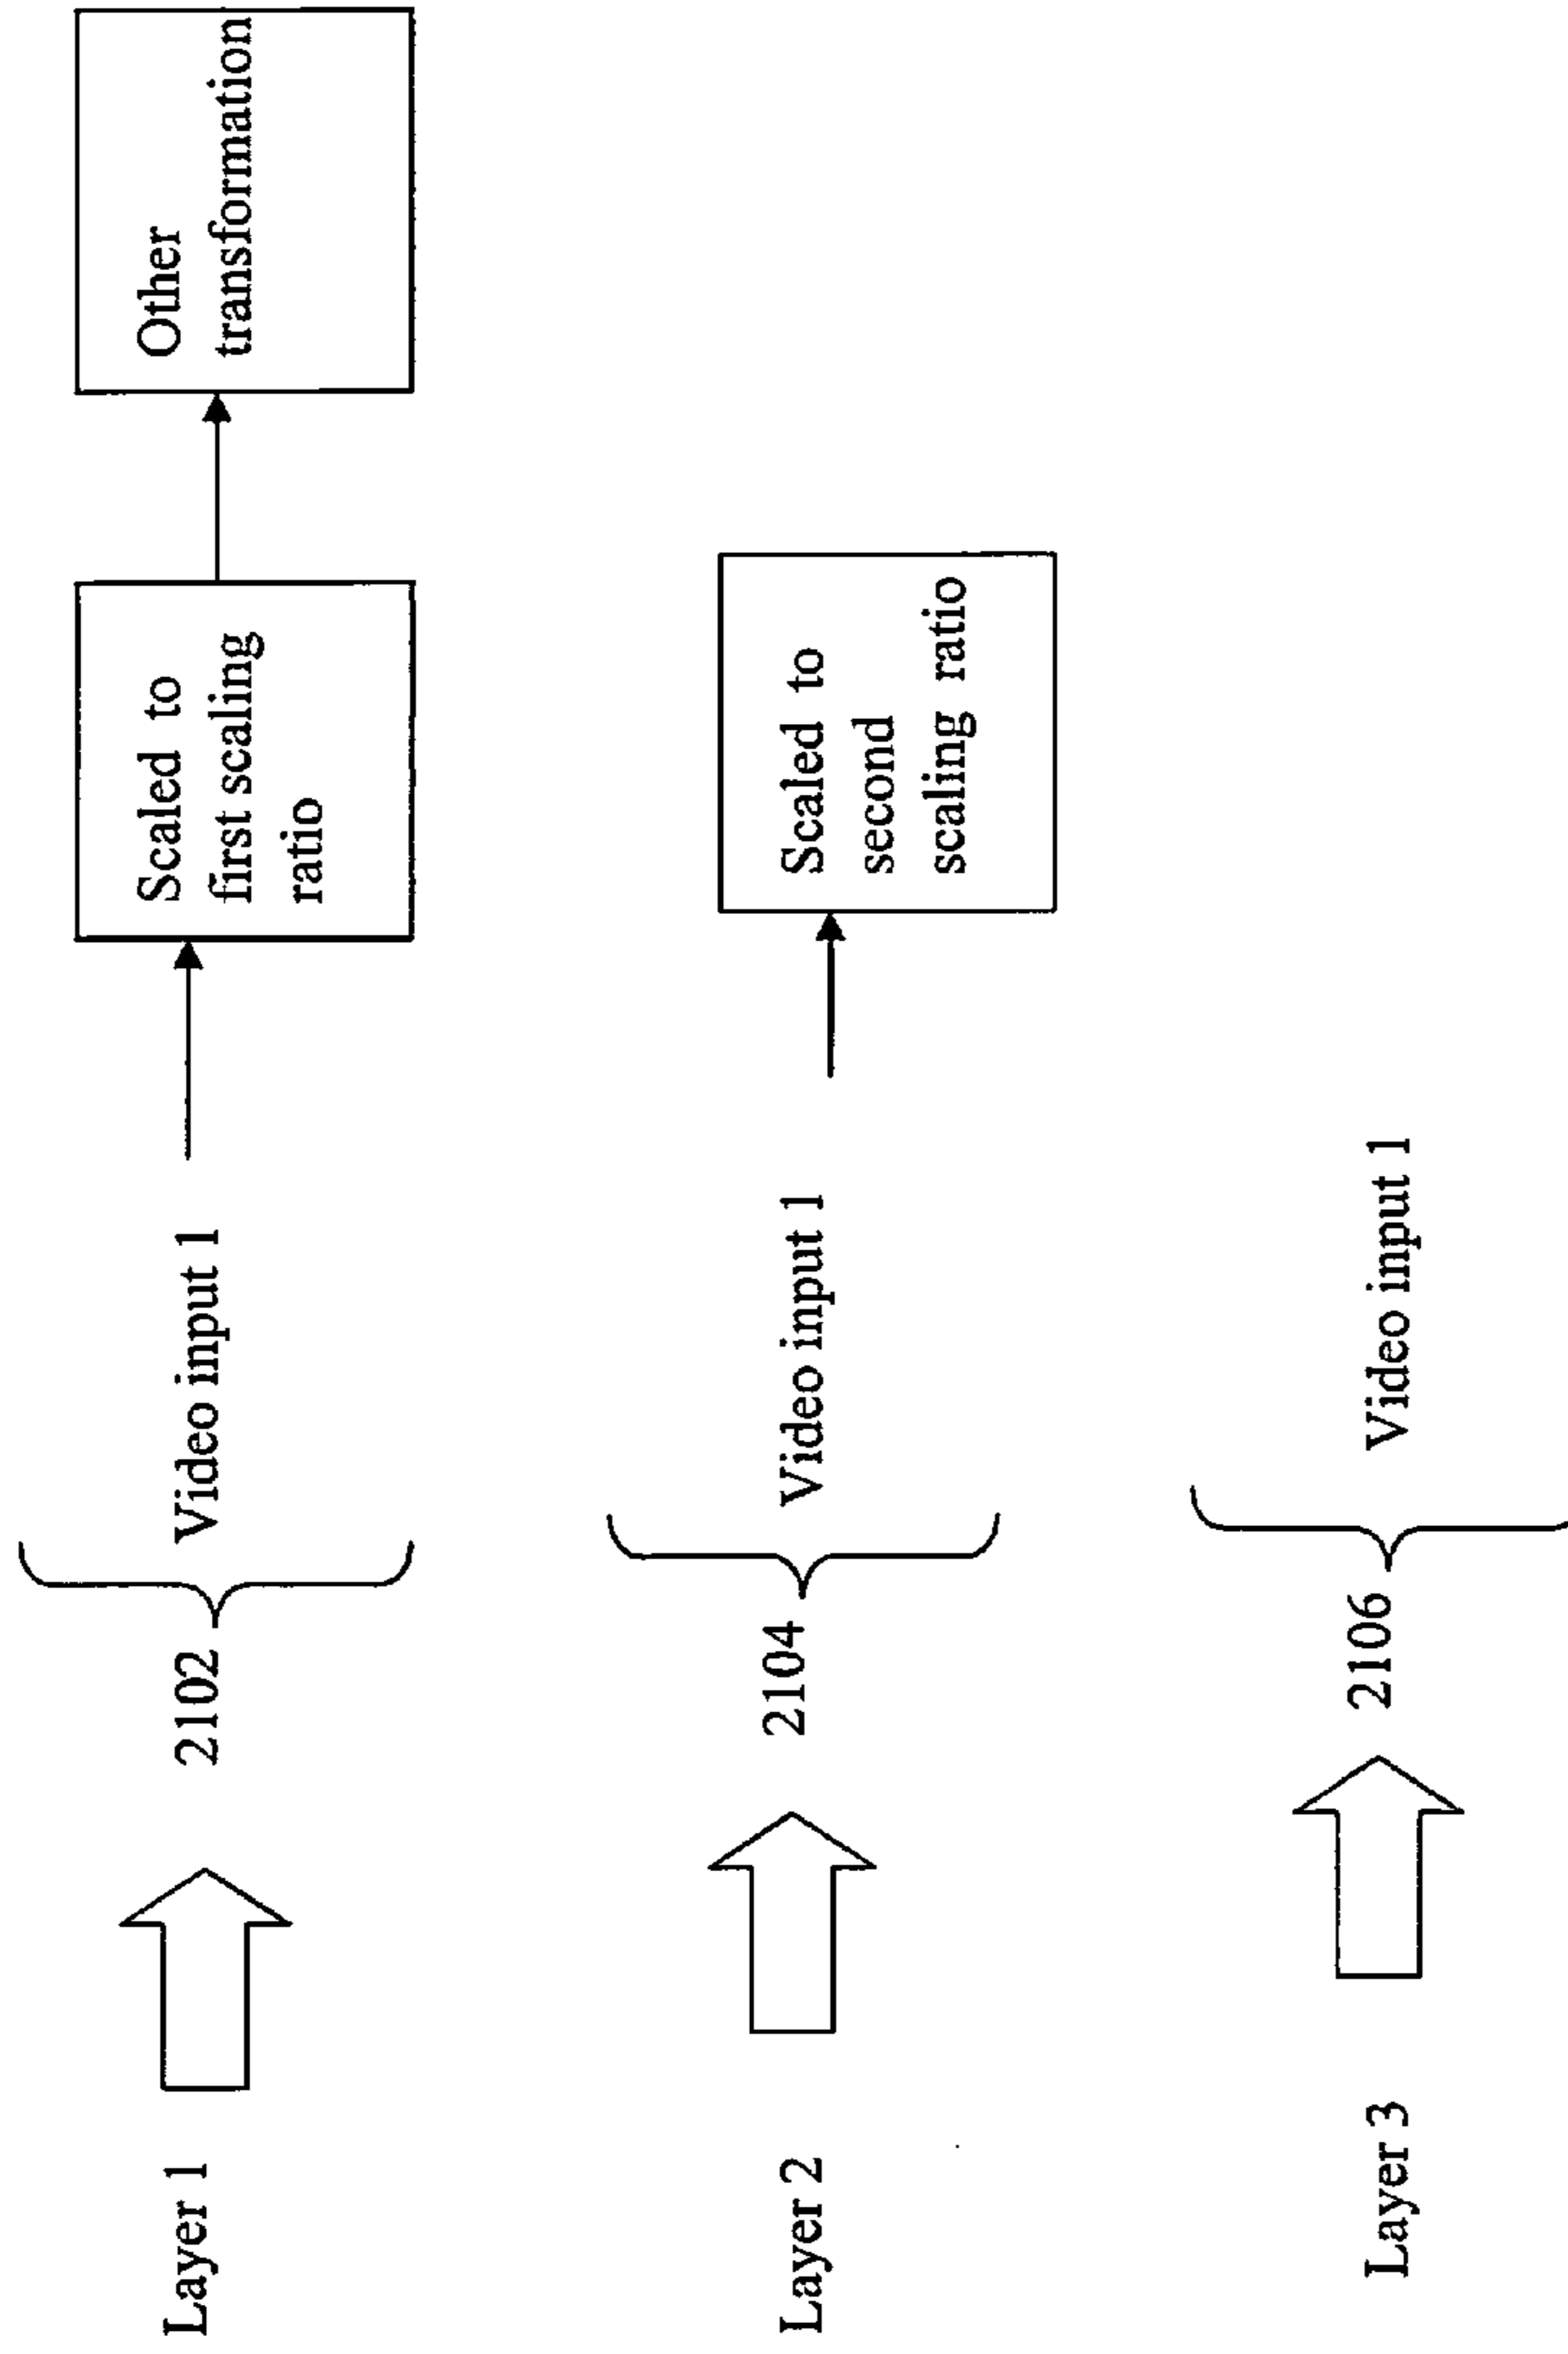 Layer 1
2102
Video input 1
Scaled to
first scaling
ratio
Other
transformation
Layer 2
2104
Video input 1
Scaled to
second
scaling ratio
Layer 3
2106
Video input 1